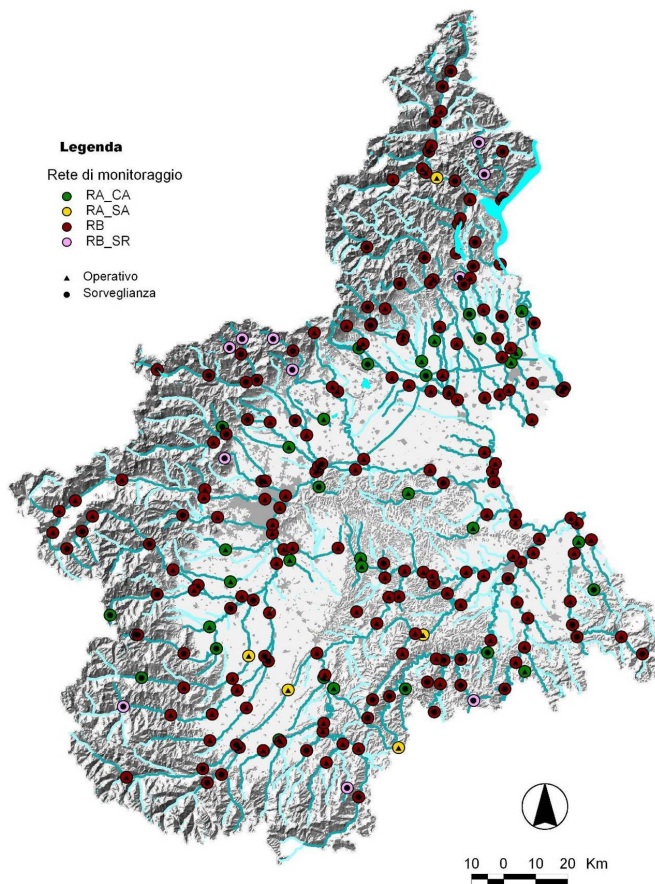 Legenda
Rete di monitoraggio
RA_CA
RA_SA
RB
RB_SR
Operativo
Sorveglianza
10 0 10 20 Km